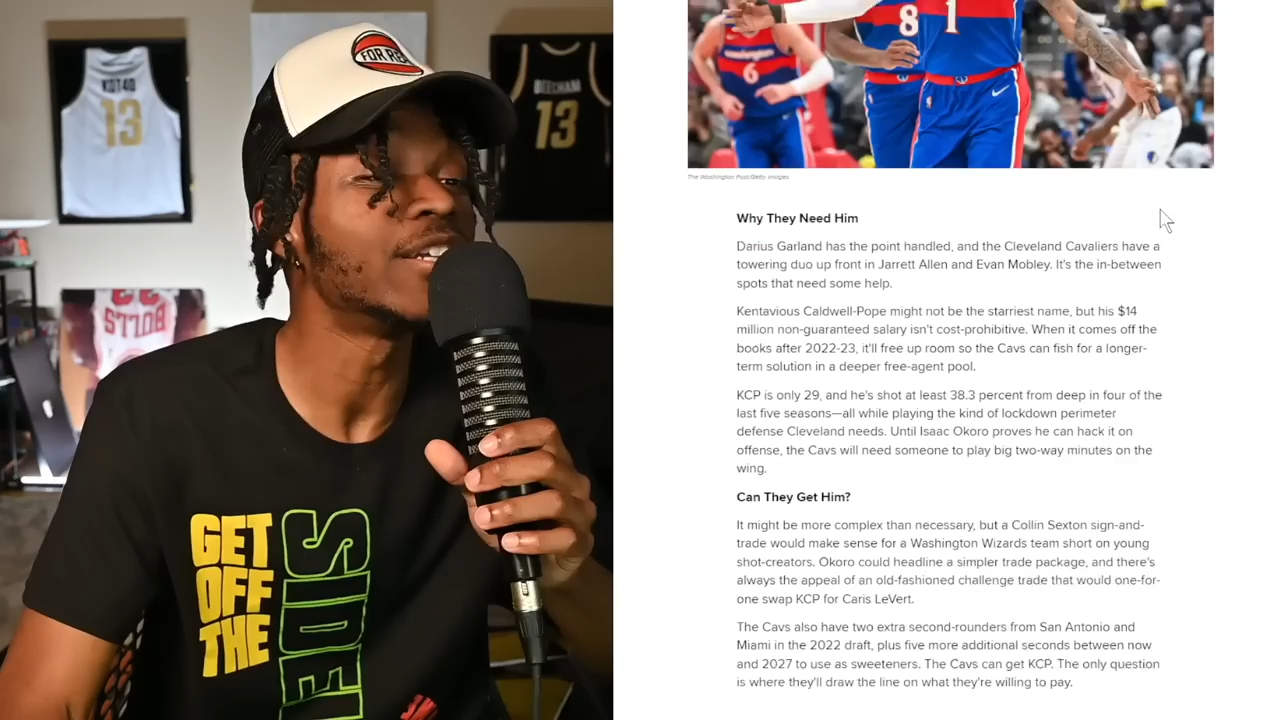 FOR RE
KOT4Q
13
BEECHAM
13
BULLS
23
GET
OFF
THE
SIDEL
8
1
6
The Washington Post/Getty Images
Why They Need Him
Darius Garland has the point handled, and the Cleveland Cavaliers have a
towering duo up front in Jarrett Allen and Evan Mobley. It's the in-between
spots that need some help.
Kentavious Caldwell-Pope might not be the starriest name, but his $14
million non-guaranteed salary isn't cost-prohibitive. When it comes off the
books after 2022-23, it'll free up room so the Cavs can fish for a longer-
term solution in a deeper free-agent pool.
KCP is only 29, and he's shot at least 38.3 percent from deep in four of the
last five seasons—all while playing the kind of lockdown perimeter
defense Cleveland needs. Until Isaac Okoro proves he can hack it on
offense, the Cavs will need someone to play big two-way minutes on the
wing.
Can They Get Him?
It might be more complex than necessary, but a Collin Sexton sign-and-
trade would make sense for a Washington Wizards team short on young
shot-creators. Okoro could headline a simpler trade package, and there's
always the appeal of an old-fashioned challenge trade that would one-for-
one swap KCP for Caris LeVert.
The Cavs also have two extra second-rounders from San Antonio and
Miami in the 2022 draft, plus five more additional seconds between now
and 2027 to use as sweeteners. The Cavs can get KCP. The only question
is where they'll draw the line on what they're willing to pay.